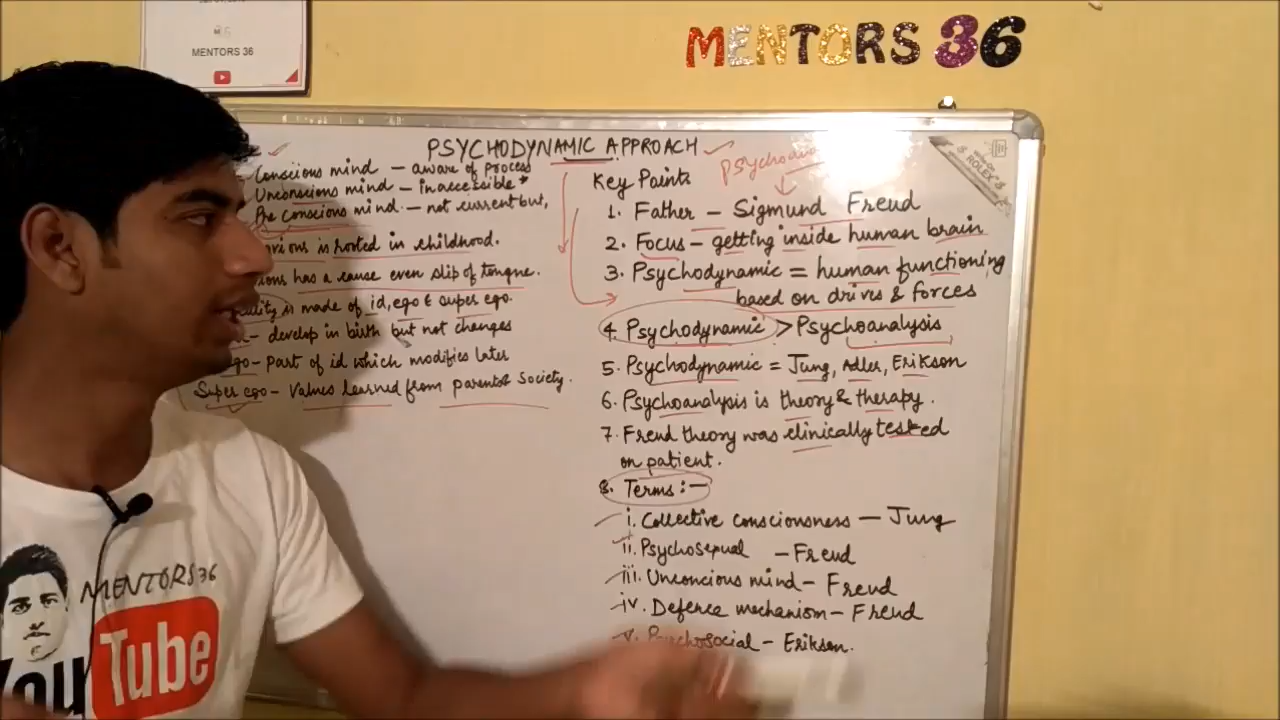 MENTORS 36
MENTORS 36
PSYCHODYNAMIC APPROACH
Conscious mind - aware of process
Unconscious mind - inaccessible*
Pre conscious mind - not current but,
is rooted in childhood.
has a cause even slip of tongue.
is made of id, ego & super ego.
develop in birth but not changes
ego - Part of id which modifies later
Super ego - Values learned from parents society.
Key Points
1. Father - Sigmund Freud
2. Focus - getting inside human brain
3. Psychodynamic = human functioning
based on drives & forces
4. Psychodynamic > Psychoanalysis
5. Psychodynamic = Jung, Adler, Erikson
6. Psychoanalysis is theory & therapy.
7. Freud theory was clinically tested
on patient.
8. Terms :-
i. Collective consciousness - Jung
ii. Psychosexual - Freud
iii. Unconcious mind - Freud
iv. Defence mechanism - Freud
v. Psychosocial - Erikson.
MENTORS 36
You Tube